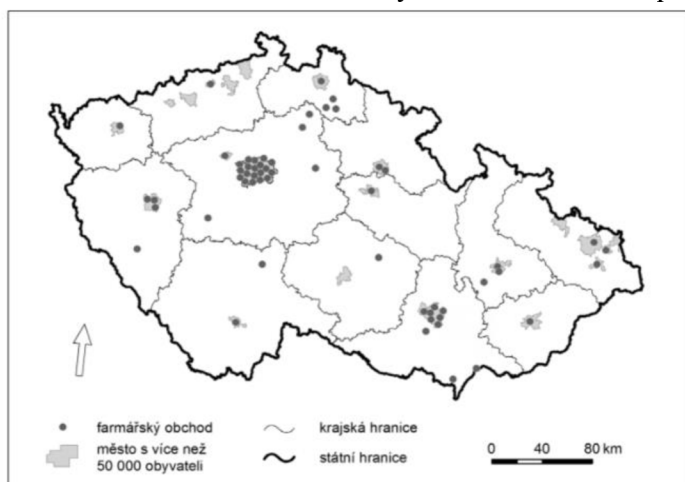 farmářský obchod
město s více než
50 000 obyvateli
krajská hranice
státní hranice
0 40 80 km